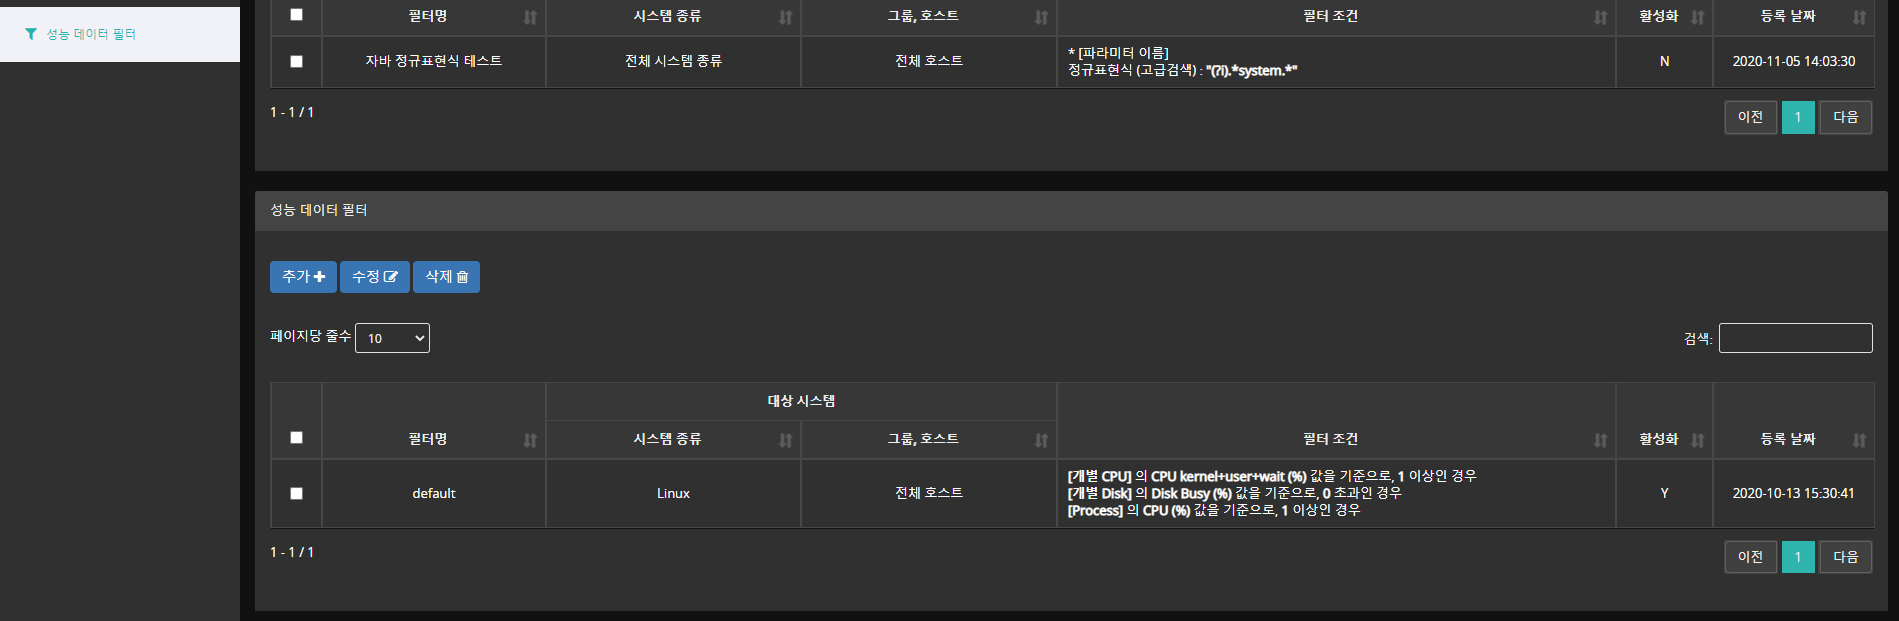 성능 데이터 필터
필터명 시스템 종류 그룹, 호스트 필터 조건 활성화 등록 날짜
자바 정규표현식 테스트 전체 시스템 종류 전체 호스트 * [파라미터 이름] N 2020-11-05 14:03:30
정규표현식 (고급검색) : "(?i).*system.*"
1 - 1 / 1 이전 1 다음
성능 데이터 필터
추가 수정 삭제
페이지당 줄수 10 검색:
대상 시스템
필터명 시스템 종류 그룹, 호스트 필터 조건 활성화 등록 날짜
default Linux 전체 호스트 [개별 CPU] 의 CPU kernel+user+wait (%) 값을 기준으로, 1 이상인 경우 Y 2020-10-13 15:30:41
[개별 Disk] 의 Disk Busy (%) 값을 기준으로, 0 초과인 경우
[Process] 의 CPU (%) 값을 기준으로, 1 이상인 경우
1 - 1 / 1 이전 1 다음